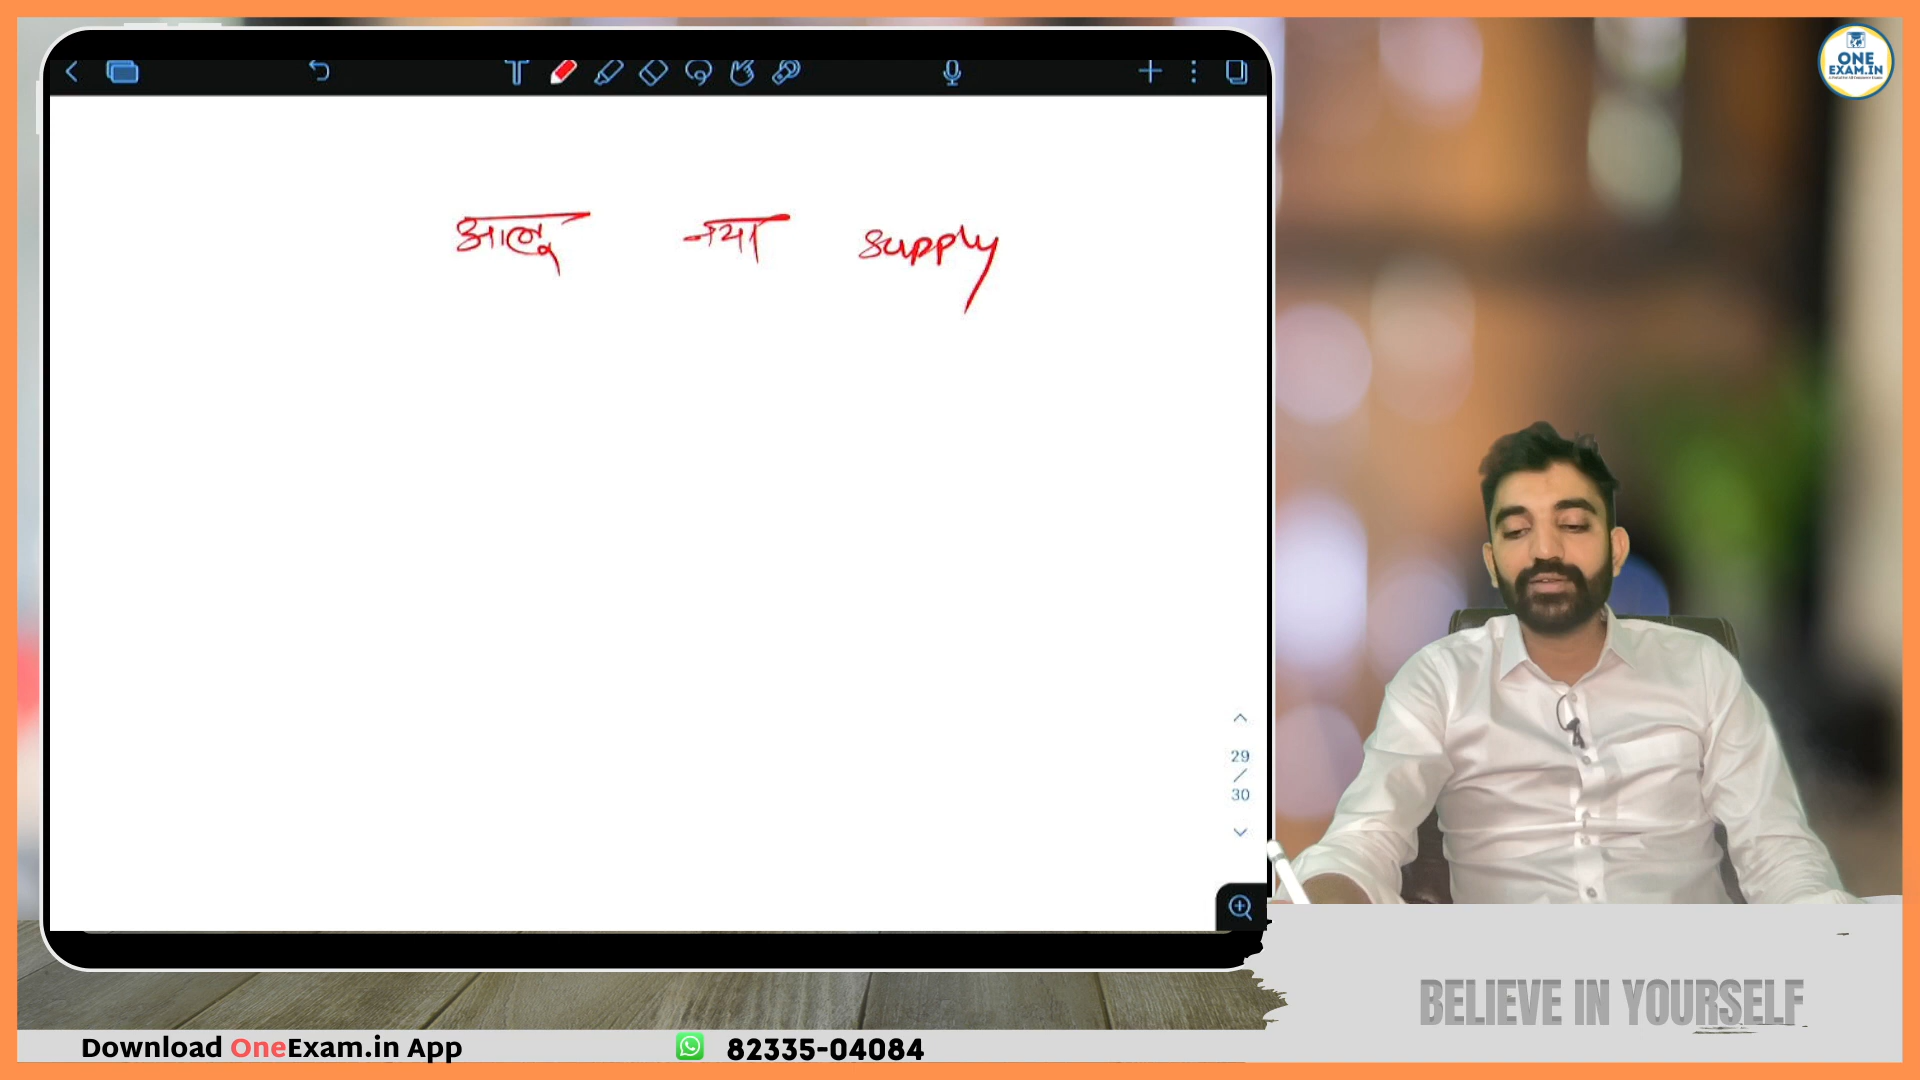 ONE
EXAM.IN
आलू नया supply
29
/
30
BELIEVE IN YOURSELF
Download OneExam.in App 82335-04084